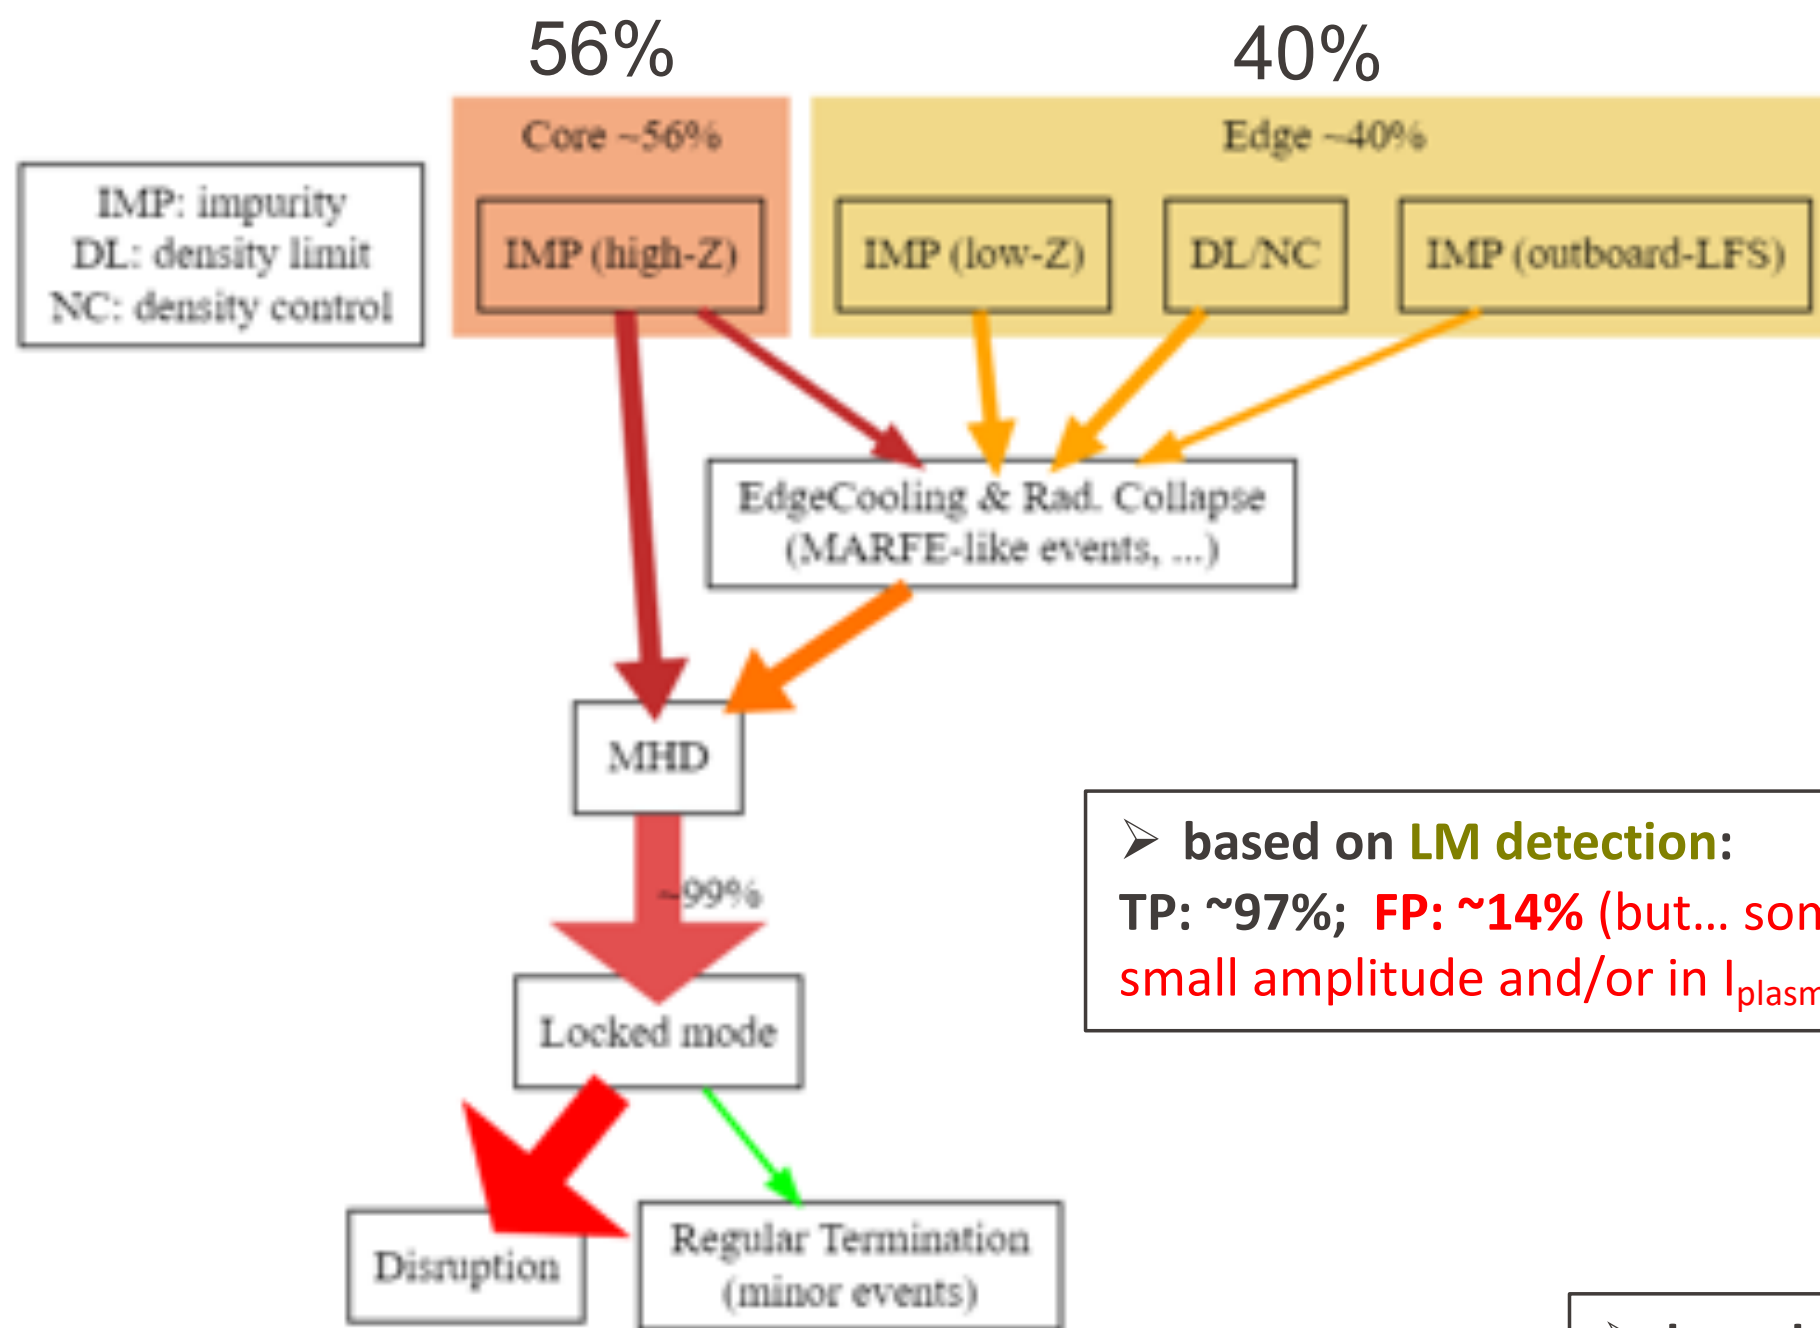 56%
40%
Core ~56%
Edge ~40%
IMP: impurity
DL: density limit
NC: density control
IMP (high-Z)
IMP (low-Z)
DL/NC
IMP (outboard-LFS)
EdgeCooling & Rad. Collapse
(MARFE-like events, ...)
MHD
~99%
➢ based on LM detection:
TP: ~97%; FP: ~14% (but...
small amplitude and/or in
Locked mode
Disruption
Regular Termination
(minor events)